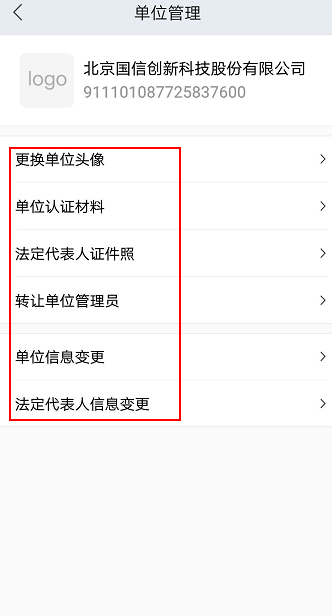 单位管理
logo
北京国信创新科技股份有限公司
911101087725837600
更换单位头像
单位认证材料
法定代表人证件照
转让单位管理员
单位信息变更
法定代表人信息变更